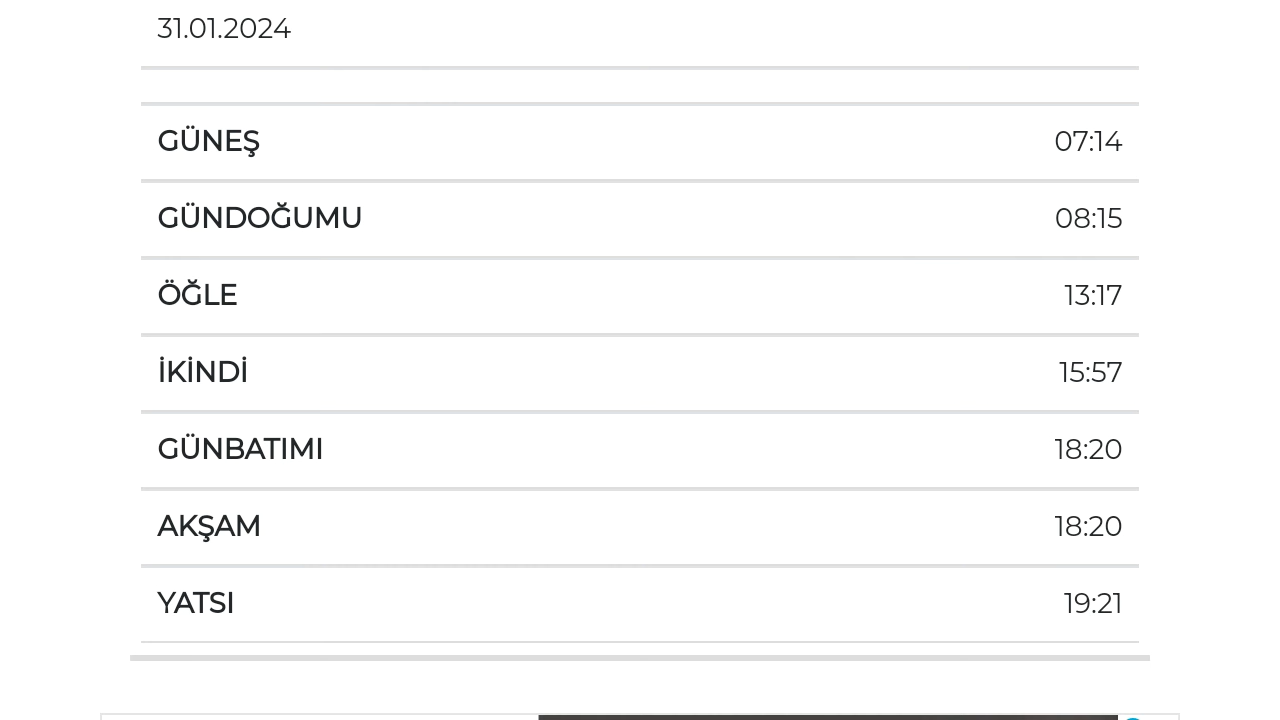 31.01.2024
GÜNEŞ 07:14
GÜNDOĞUMU 08:15
ÖĞLE 13:17
İKİNDİ 15:57
GÜNBATIMI 18:20
AKŞAM 18:20
YATSI 19:21